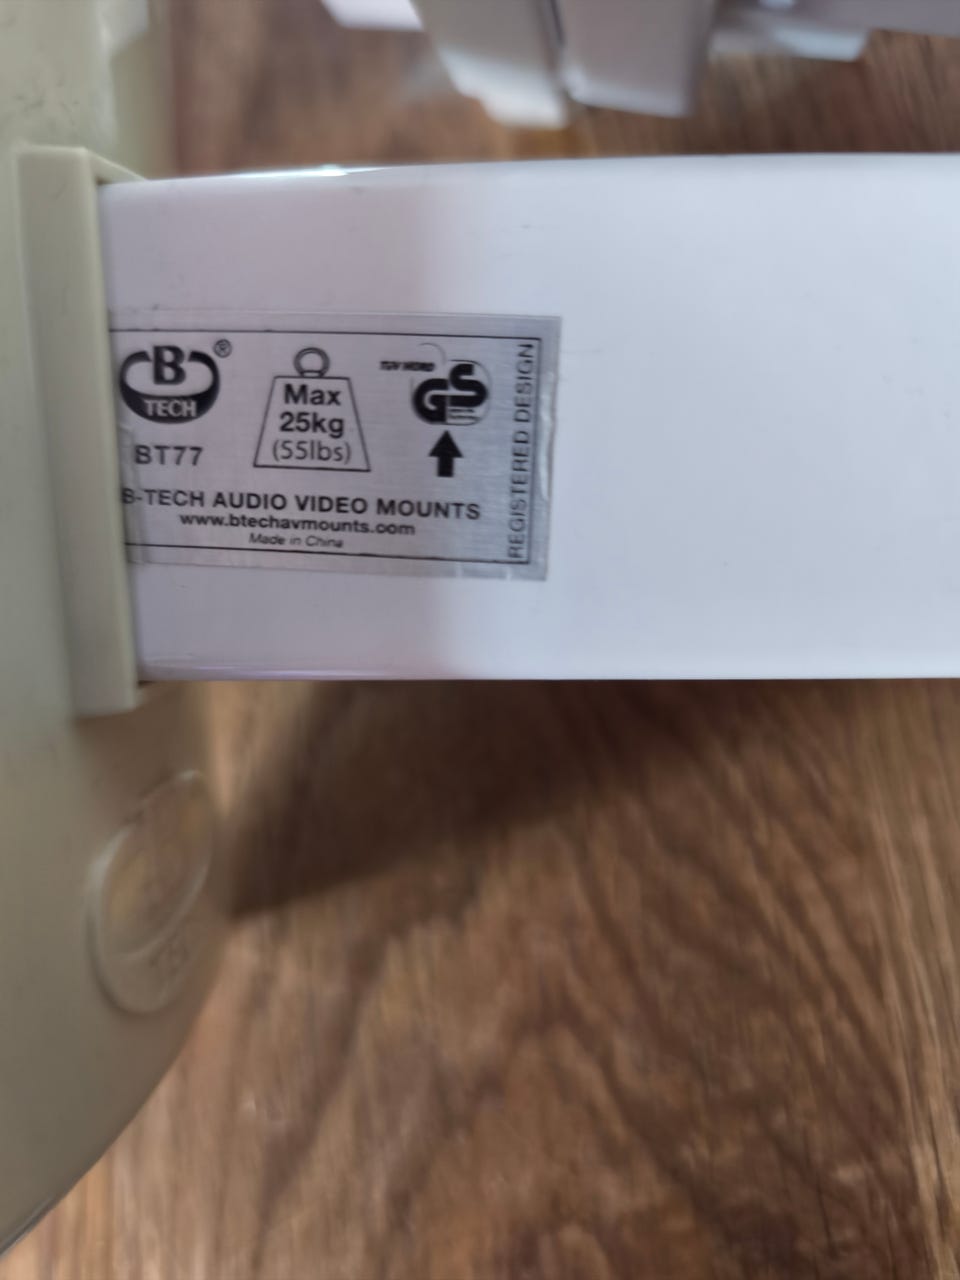 B
TECH
®
BT77
Max
25kg
(55lbs)
TÜV NORD
GS
REGISTERED DESIGN
B-TECH AUDIO VIDEO MOUNTS
www.btechavmounts.com
Made in China